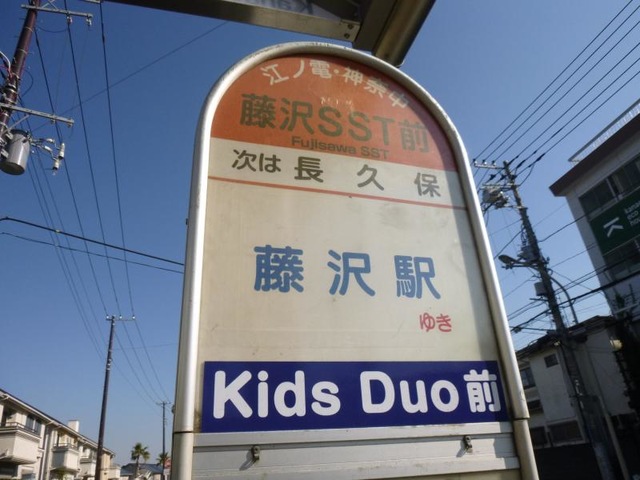 江ノ電・神奈中
藤沢SST前
Fujisawa SST
次は 長久保
藤沢駅
ゆき
Kids Duo前